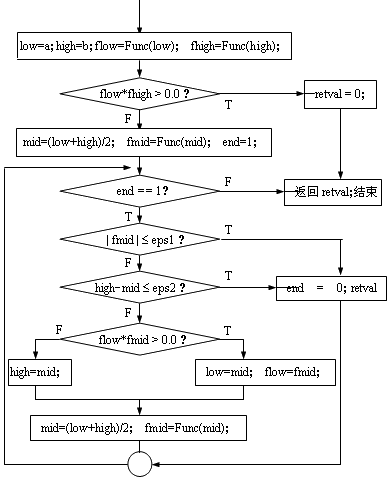 low=a; high=b; flow=Func(low); fhigh=Func(high);
flow*fhigh > 0.0 ?
T
retval = 0;
F
mid=(low+high)/2; fmid=Func(mid); end=1;
end == 1?
F
返回 retval;结束
T
| fmid | ≤ eps1 ?
T
F
high-mid ≤ eps2 ?
T
end = 0; retval
F
flow*fmid > 0.0 ?
F
T
high=mid;
low=mid; flow=fmid;
mid=(low+high)/2; fmid=Func(mid);